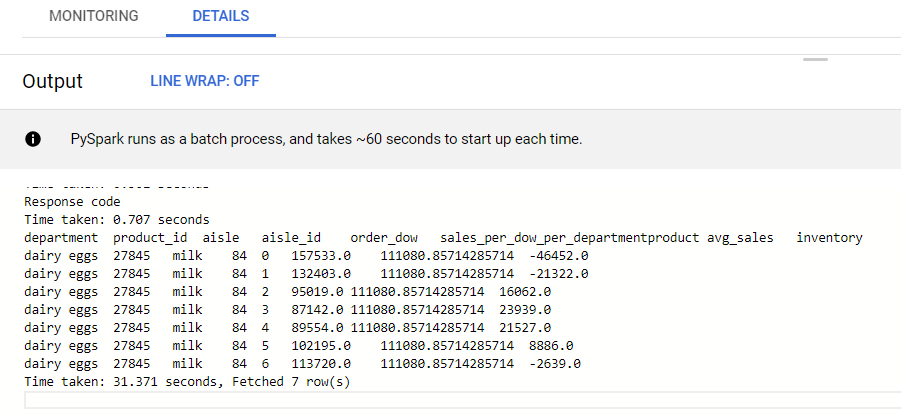 MONITORING DETAILS
Output LINE WRAP: OFF
PySpark runs as a batch process, and takes ~60 seconds to start up each time.
Response code
Time taken: 0.707 seconds
department product_id aisle aisle_id order_dow sales_per_dow_per_departmentproduct avg_sales inventory
dairy eggs 27845 milk 84 0 157533.0 111080.85714285714 -46452.0
dairy eggs 27845 milk 84 1 132403.0 111080.85714285714 -21322.0
dairy eggs 27845 milk 84 2 95019.0 111080.85714285714 16062.0
dairy eggs 27845 milk 84 3 87142.0 111080.85714285714 23939.0
dairy eggs 27845 milk 84 4 89554.0 111080.85714285714 21527.0
dairy eggs 27845 milk 84 5 102195.0 111080.85714285714 8886.0
dairy eggs 27845 milk 84 6 113720.0 111080.85714285714 -2639.0
Time taken: 31.371 seconds, Fetched 7 row(s)